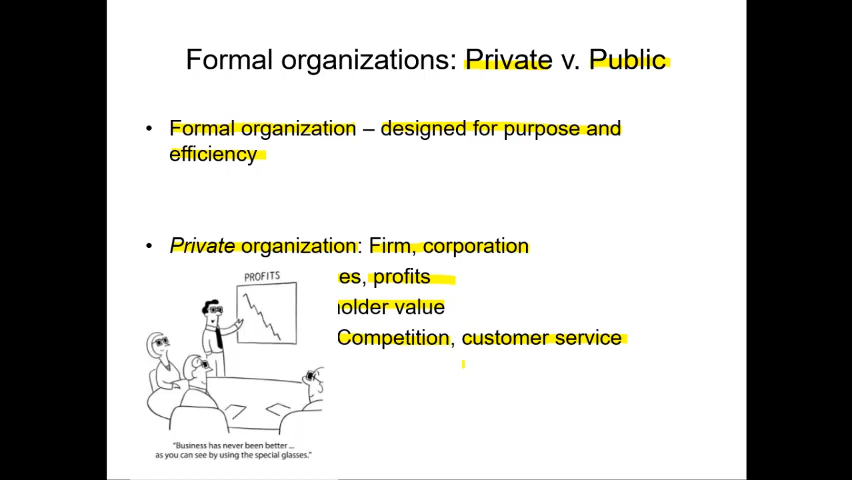 Formal organizations: Private v. Public
• Formal organization – designed for purpose and
efficiency
• Private organization: Firm, corporation
es, profits
holder value
Competition, customer service
PROFITS
"Business has never been better ...
as you can see by using the special glasses."